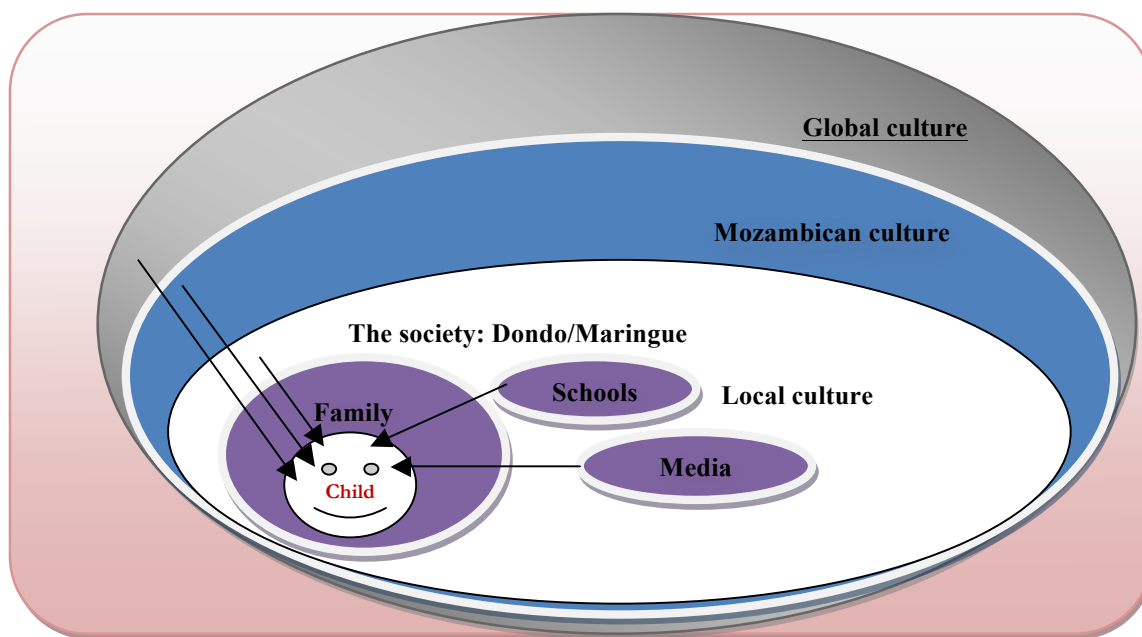 Global culture
Mozambican culture
The society: Dondo/Maringue
Schools
Local culture
Family
Media
Child